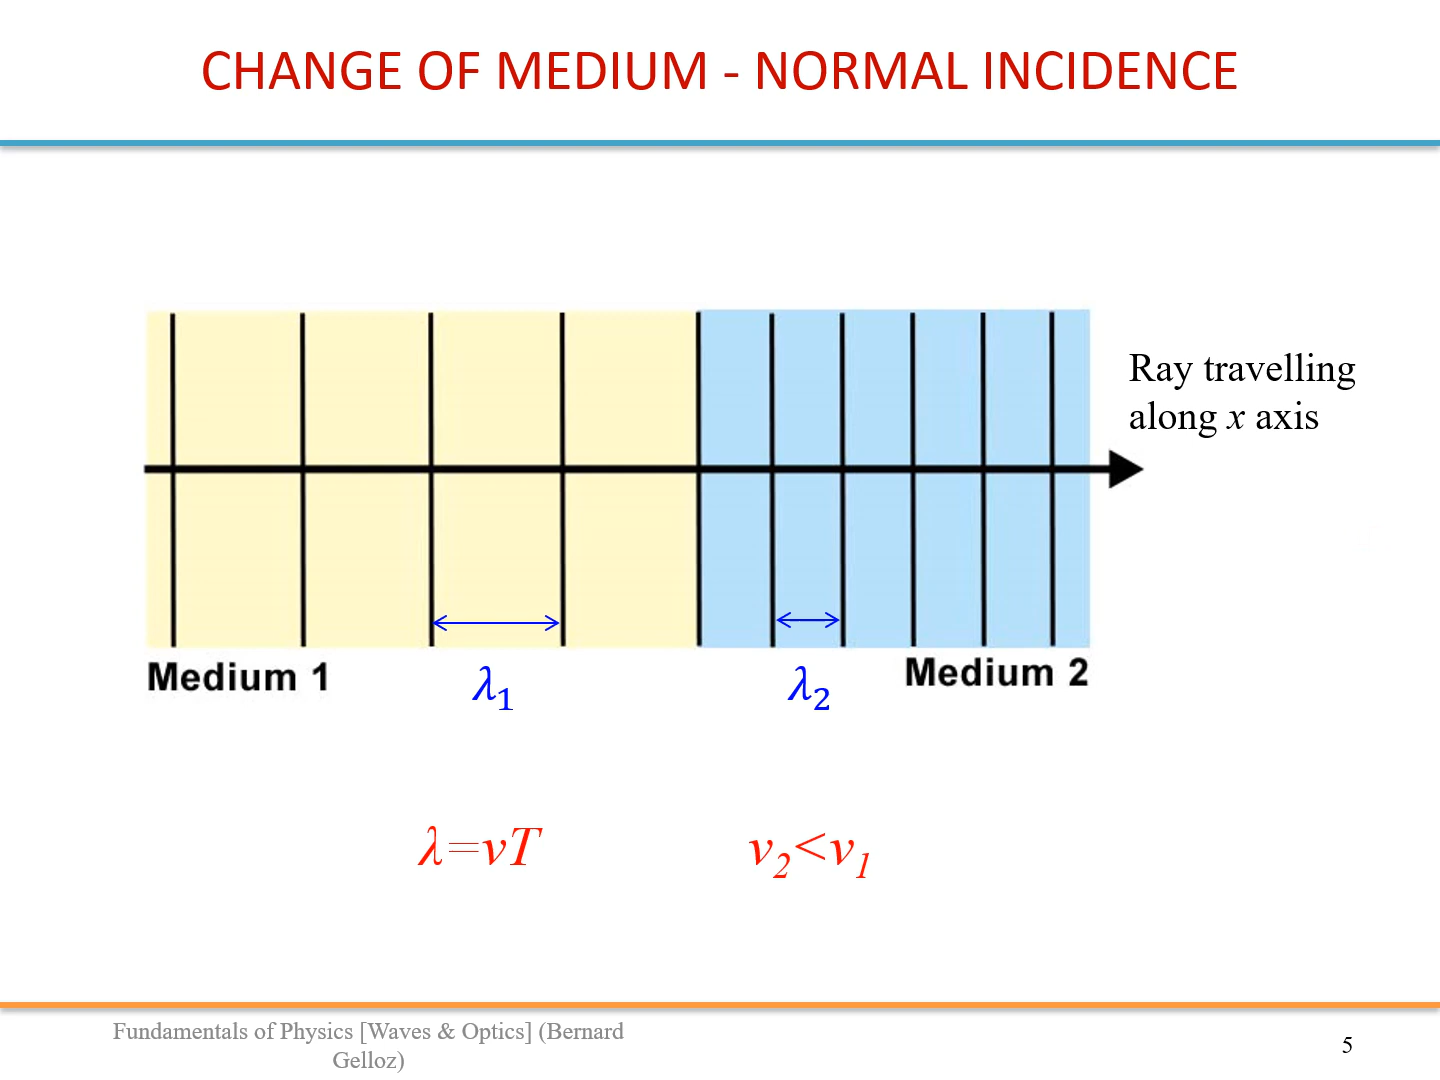 CHANGE OF MEDIUM - NORMAL INCIDENCE
Ray travelling
along x axis
Medium 1
λ₁
λ₂
Medium 2
λ=vT
v₂<v₁
Fundamentals of Physics [Waves & Optics] (Bernard
Gelloz)
5